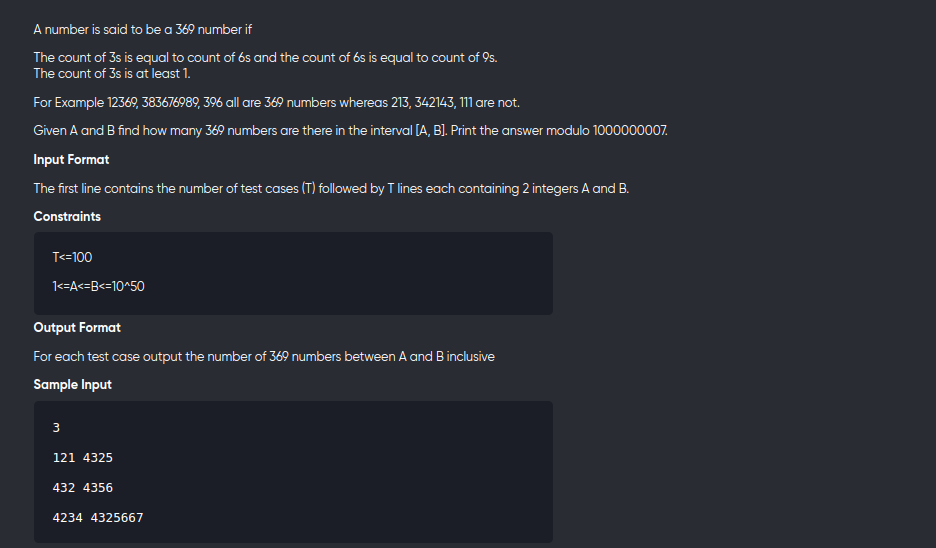 A number is said to be a 369 number if
The count of 3s is equal to count of 6s and the count of 6s is equal to count of 9s.
The count of 3s is at least 1.
For Example 12369, 383676989, 396 all are 369 numbers whereas 213, 342143, 111 are not.
Given A and B find how many 369 numbers are there in the interval [A, B]. Print the answer modulo 1000000007.
Input Format
The first line contains the number of test cases (T) followed by T lines each containing 2 integers A and B.
Constraints
T<=100
1<=A<=B<=10^50
Output Format
For each test case output the number of 369 numbers between A and B inclusive
Sample Input
3
121 4325
432 4356
4234 4325667